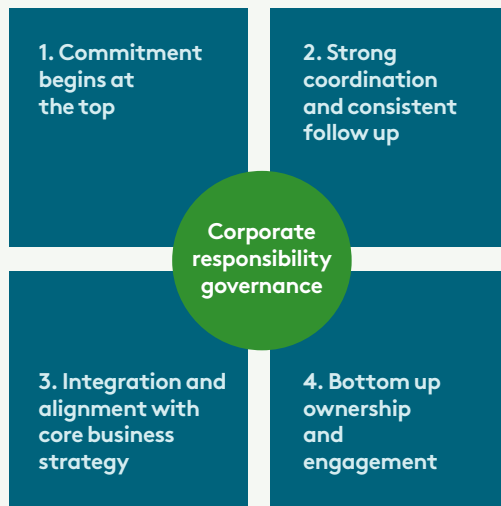 1. Commitment
begins at
the top
2. Strong
coordination
and consistent
follow up
Corporate
responsibility
governance
3. Integration and
alignment with
core business
strategy
4. Bottom up
ownership
and
engagement